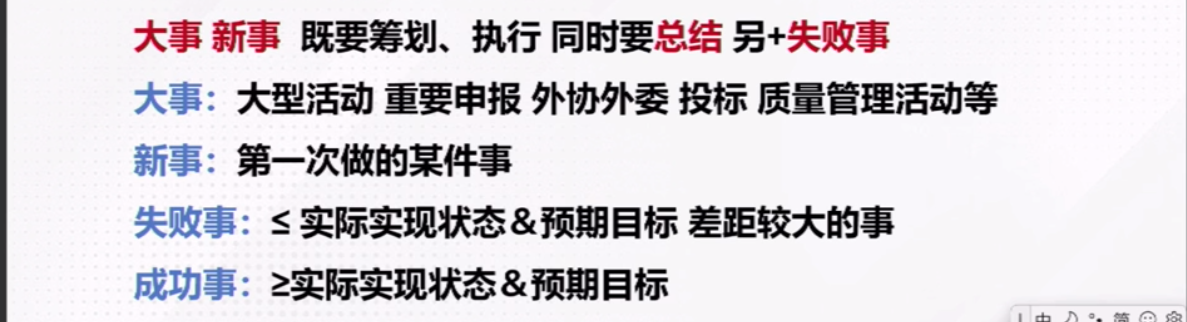 大事 新事 既要筹划、执行 同时要总结 另+失败事
大事：大型活动 重要申报 外协外委 投标 质量管理活动等
新事：第一次做的某件事
失败事：≤ 实际实现状态＆预期目标 差距较大的事
成功事：≥实际实现状态＆预期目标
中 简